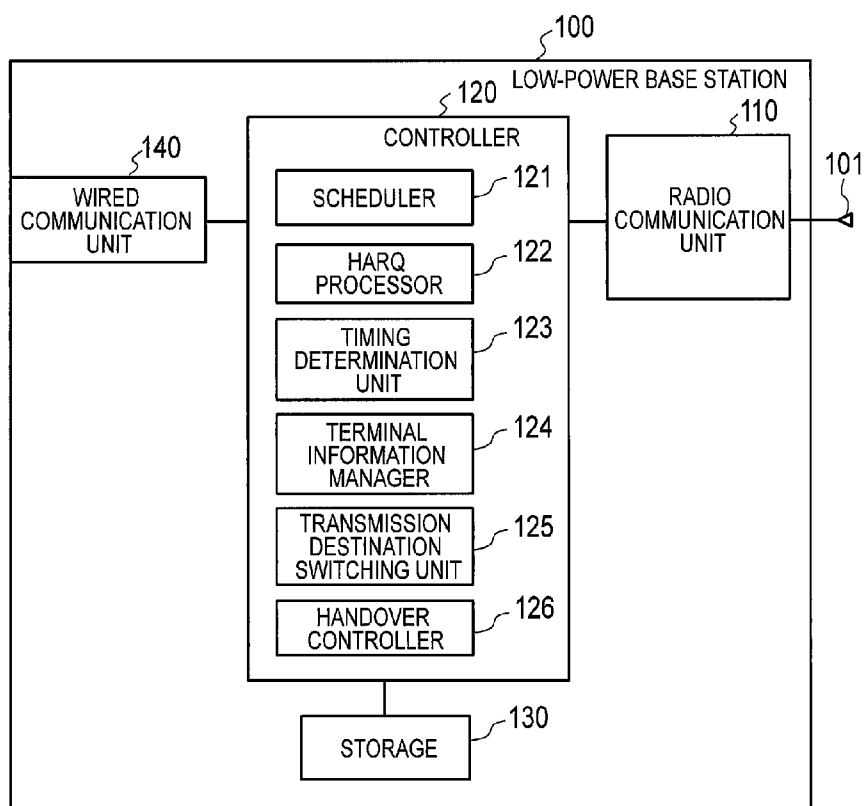 100
LOW-POWER BASE STATION
120
CONTROLLER
110
140
101
WIRED
COMMUNICATION
UNIT
SCHEDULER
121
RADIO
COMMUNICATION
UNIT
HARQ
PROCESSOR
122
TIMING
DETERMINATION
UNIT
123
TERMINAL
INFORMATION
MANAGER
124
TRANSMISSION
DESTINATION
SWITCHING UNIT
125
HANDOVER
CONTROLLER
126
STORAGE
130